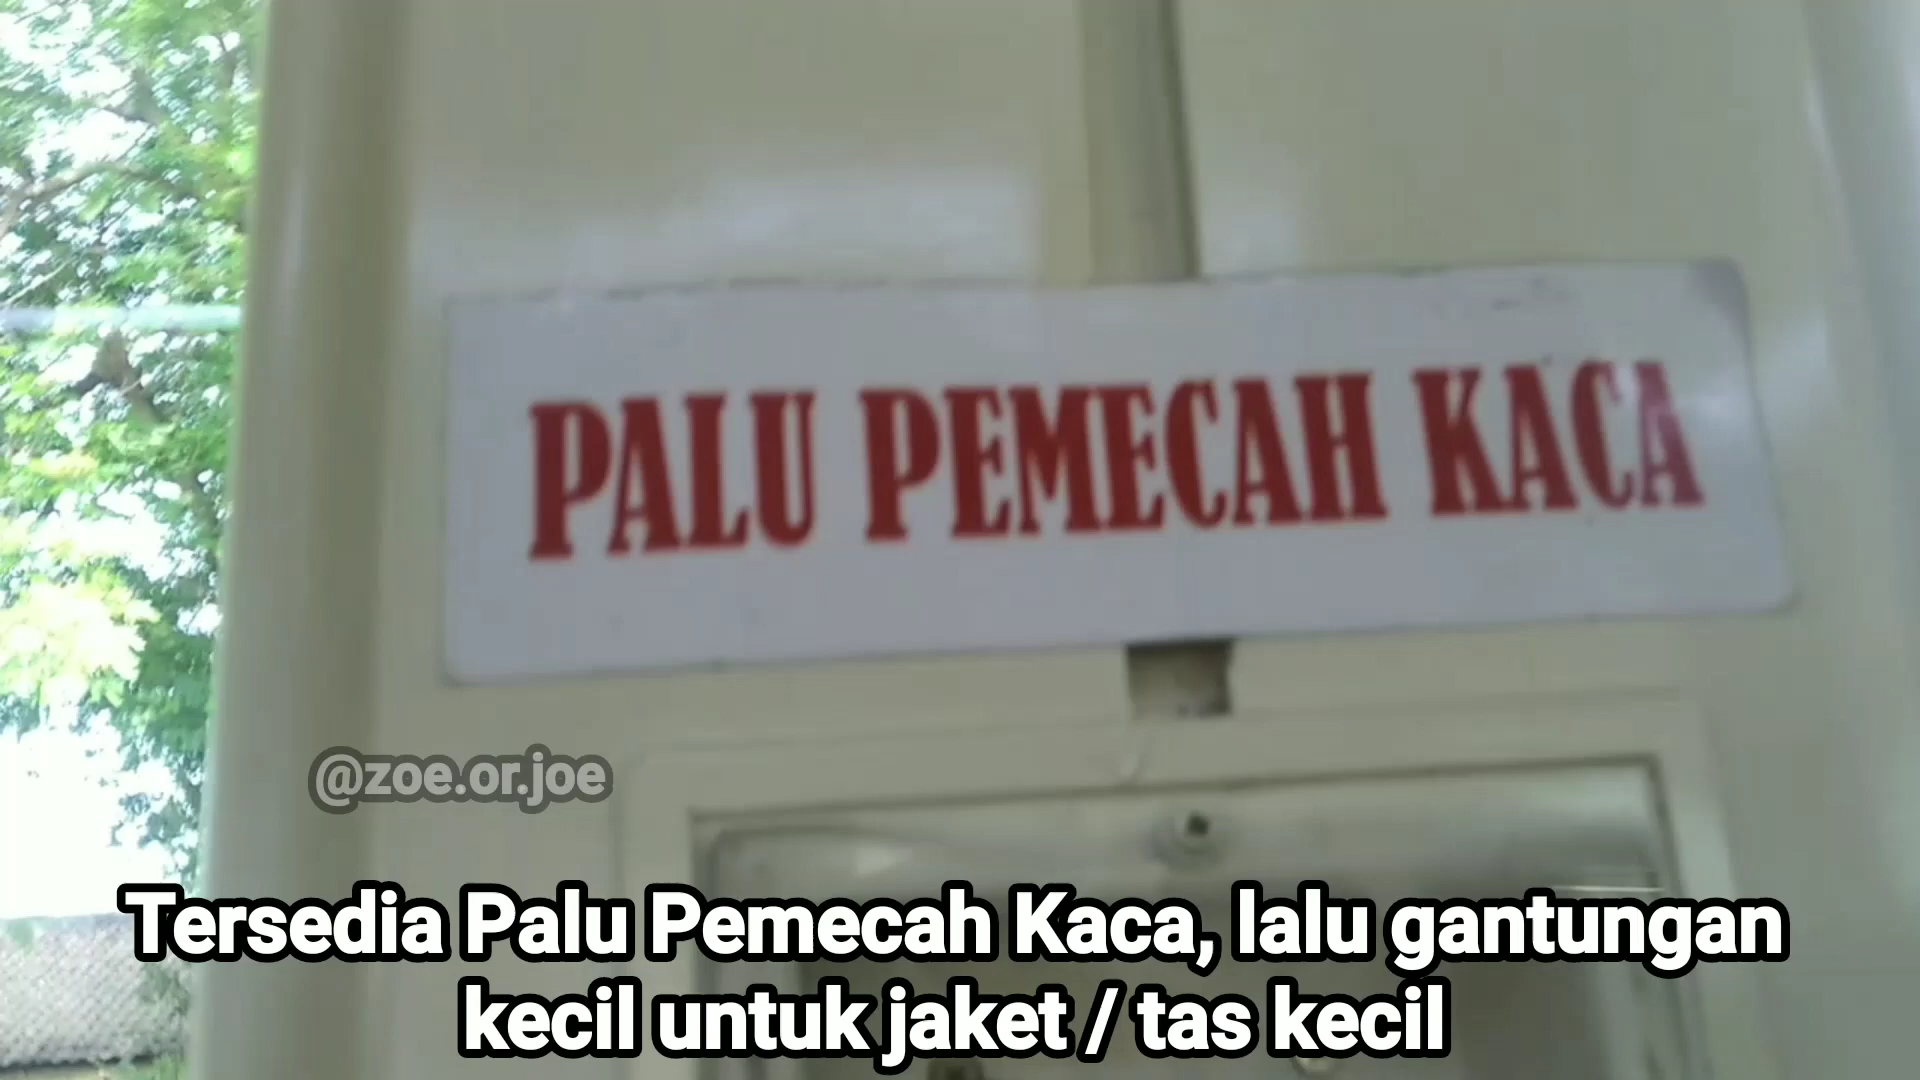 PALU PEMECAH KACA
@zoe.or.joe
Tersedia Palu Pemecah Kaca, lalu gantungan
kecil untuk jaket / tas kecil